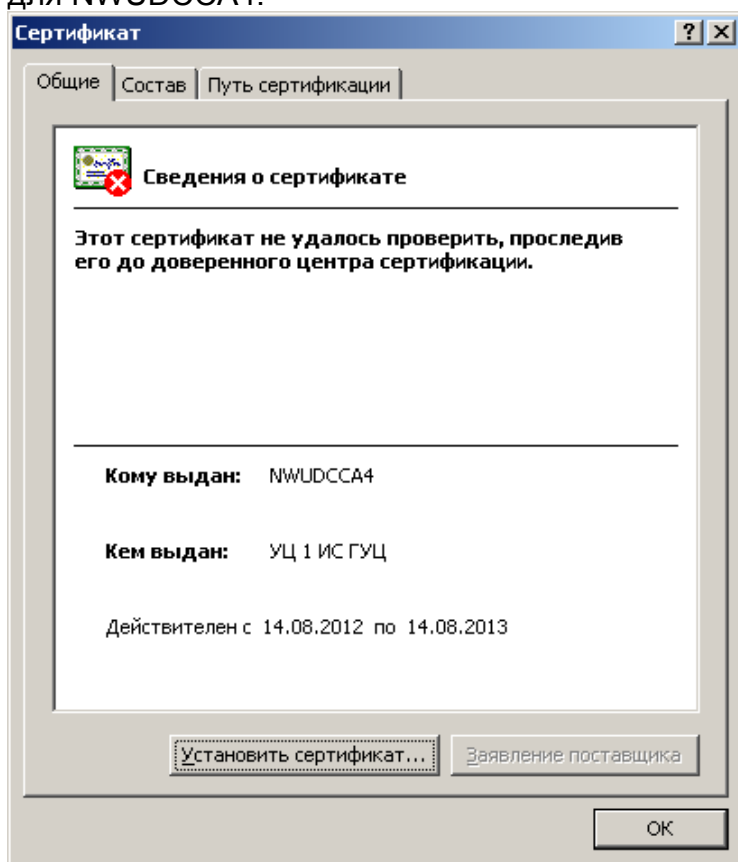 для NWUDCCA4:
Сертификат
Общие Состав Путь сертификации
Сведения о сертификате
Этот сертификат не удалось проверить, проследив
его до доверенного центра сертификации.
Кому выдан: NWUDCCA4
Кем выдан: УЦ 1 ИС ГУЦ
Действителен с 14.08.2012 по 14.08.2013
Установить сертификат... Заявление поставщика
ОК